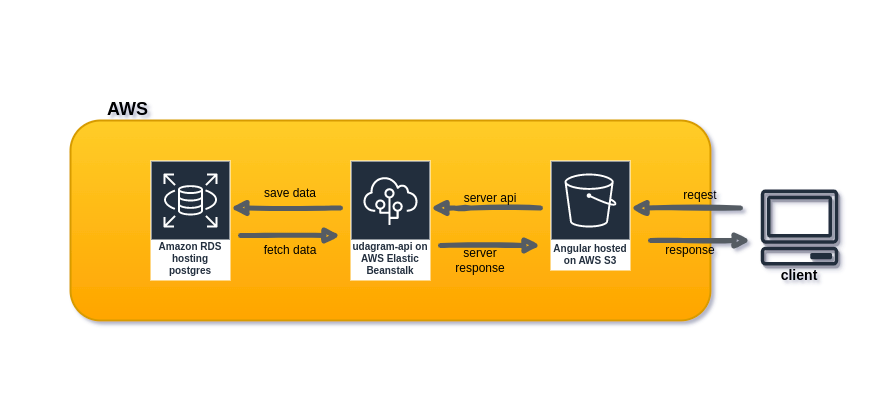 AWS
save data
server api
reqest
Amazon RDS
hosting
postgres
fetch data
udagram-api on
AWS Elastic
Beanstalk
server
response
Angular hosted
on AWS S3
response
client